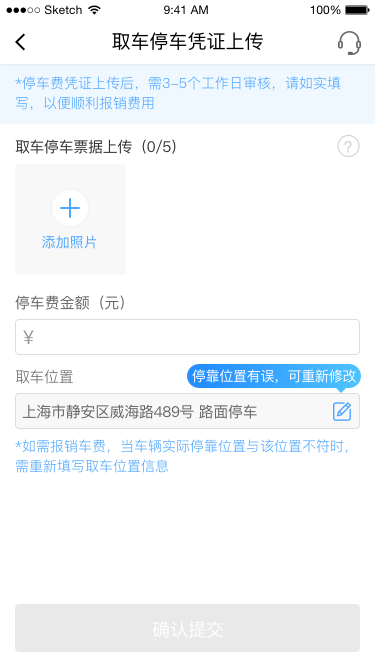 Sketch 9:41 AM 100%
取车停车凭证上传
*停车费凭证上传后，需3-5个工作日审核，请如实填
写，以便顺利报销费用
取车停车票据上传（0/5） ?
添加照片
停车费金额（元）
¥
取车位置 停靠位置有误，可重新修改
上海市静安区威海路489号 路面停车
*如需报销车费，当车辆实际停靠位置与该位置不符时，
需重新填写取车位置信息
确认提交